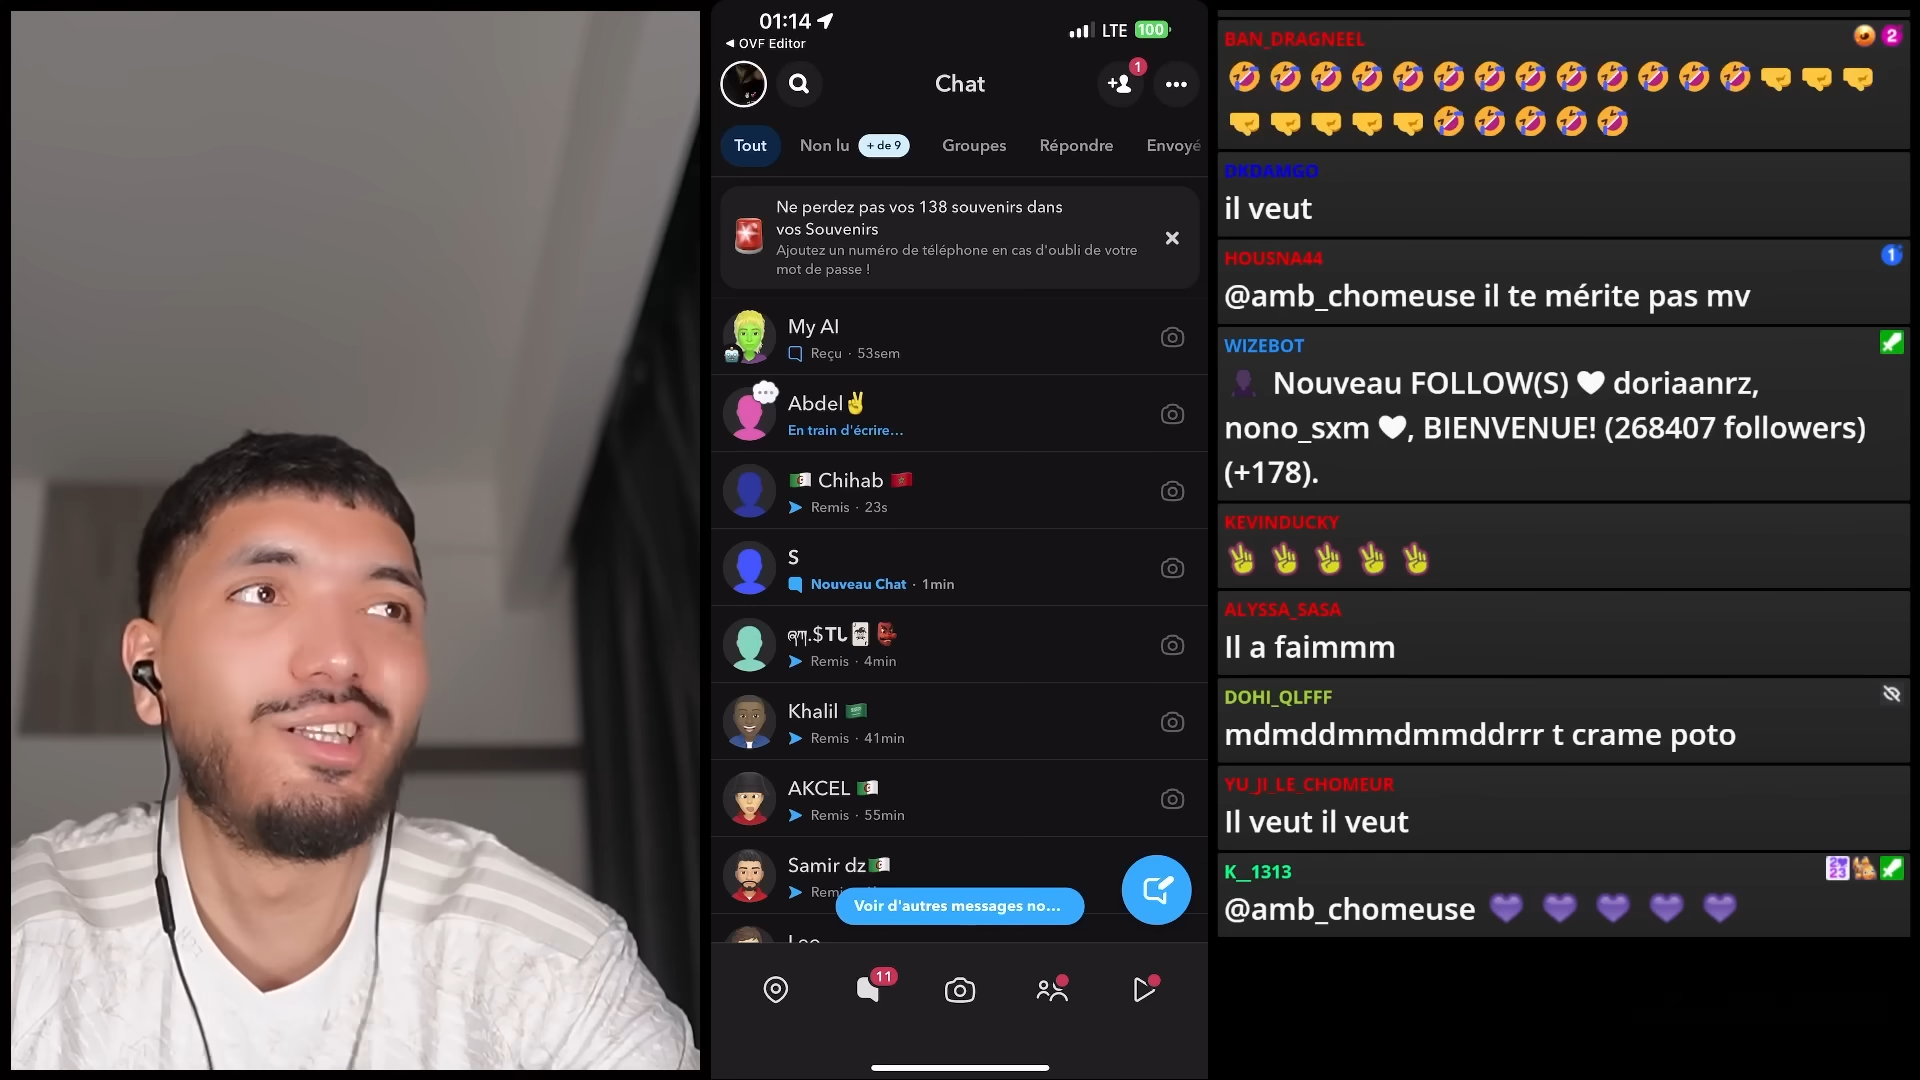 01:14
LTE 100
◄ OVF Editor
Chat
1
Tout
Non lu + de 9
Groupes
Répondre
Envoyé
Ne perdez pas vos 138 souvenirs dans
vos Souvenirs
Ajoutez un numéro de téléphone en cas d'oubli de votre
mot de passe !
My AI
Reçu · 53sem
Abdel✌
En train d'écrire...
🇩🇿 Chihab 🇲🇦
Remis · 23s
S
Nouveau Chat · 1min
Remis · 4min
Khalil 🇸🇦
Remis · 41min
AKCEL 🇩🇿
Remis · 55min
Samir dz🇩🇿
Voir d'autres messages no...
11
BAN_DRAGNEEL
2
🤣🤣🤣🤣🤣🤣🤣🤣🤣🤣🤣🤣🤣🤜🤜🤜
🤜🤜🤜🤜🤜🤣🤣🤣🤣🤣
DKDAMGO
il veut
HOUSNA44
1
@amb_chomeuse il te mérite pas mv
WIZEBOT
Nouveau FOLLOW(S) 🤍 doriaanrz,
nono_sxm 🤍, BIENVENUE! (268407 followers)
(+178).
KEVINDUCKY
ALYSSA_SASA
Il a faimmm
DOHI_QLFFF
mdmddmmdmmddrrr t crame poto
YU_JI_LE_CHOMEUR
Il veut il veut
K__1313
@amb_chomeuse 💜 💜 💜 💜 💜